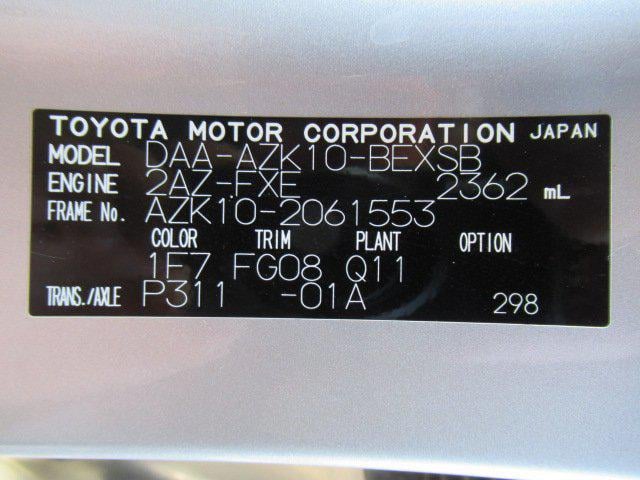 TOYOTA MOTOR CORPORATION JAPAN
MODEL DAA-AZK10-BEXSB
ENGINE 2AZ-FXE 2362 mL
FRAME No. AZK10-2061553
COLOR TRIM PLANT OPTION
1F7 FG08 Q11
TRANS./AXLE P311 -01A 298